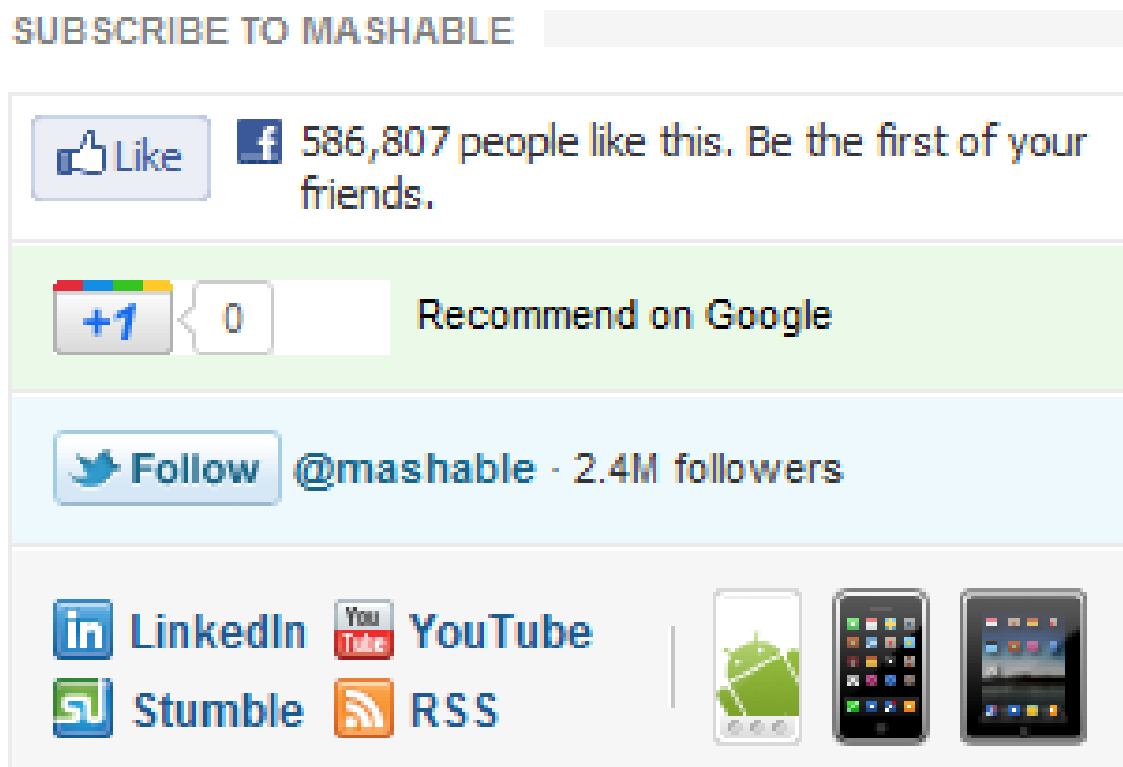 SUBSCRIBE TO MASHABLE
Like
f
586,807 people like this. Be the first of your
friends.
+1 0 Recommend on Google
Follow @mashable · 2.4M followers
in LinkedIn You Tube YouTube
Stumble RSS